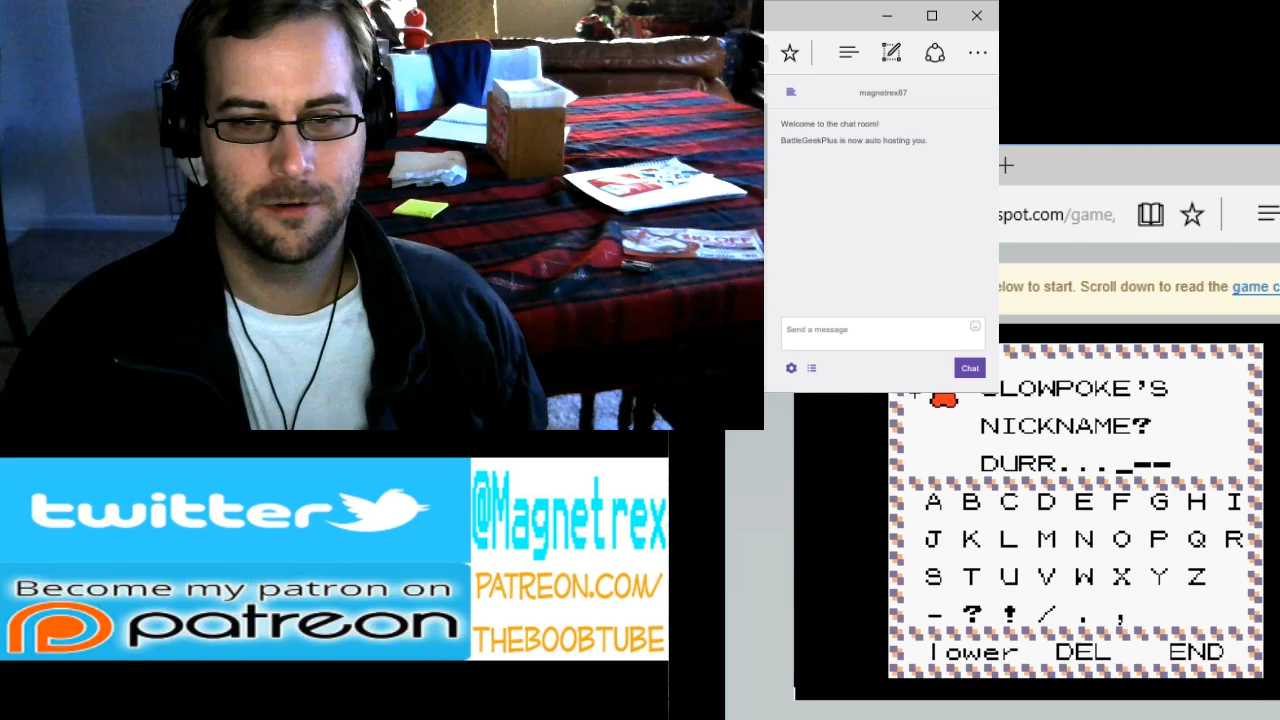 magnetrex87
Welcome to the chat room!
BattleGeekPlus is now auto hosting you.
Send a message
Chat
spot.com/game,
elow to start. Scroll down to read the game c
LOWPOKE'S
NICKNAME?
DURR..._--
A B C D E F G H I
J K L M N O P Q R
S T U V W X Y Z
- ? ! / . ,
lower DEL END
twitter
@Magnetrex
Become my patron on
patreon
PATREON.COM/
THEBOOBTUBE